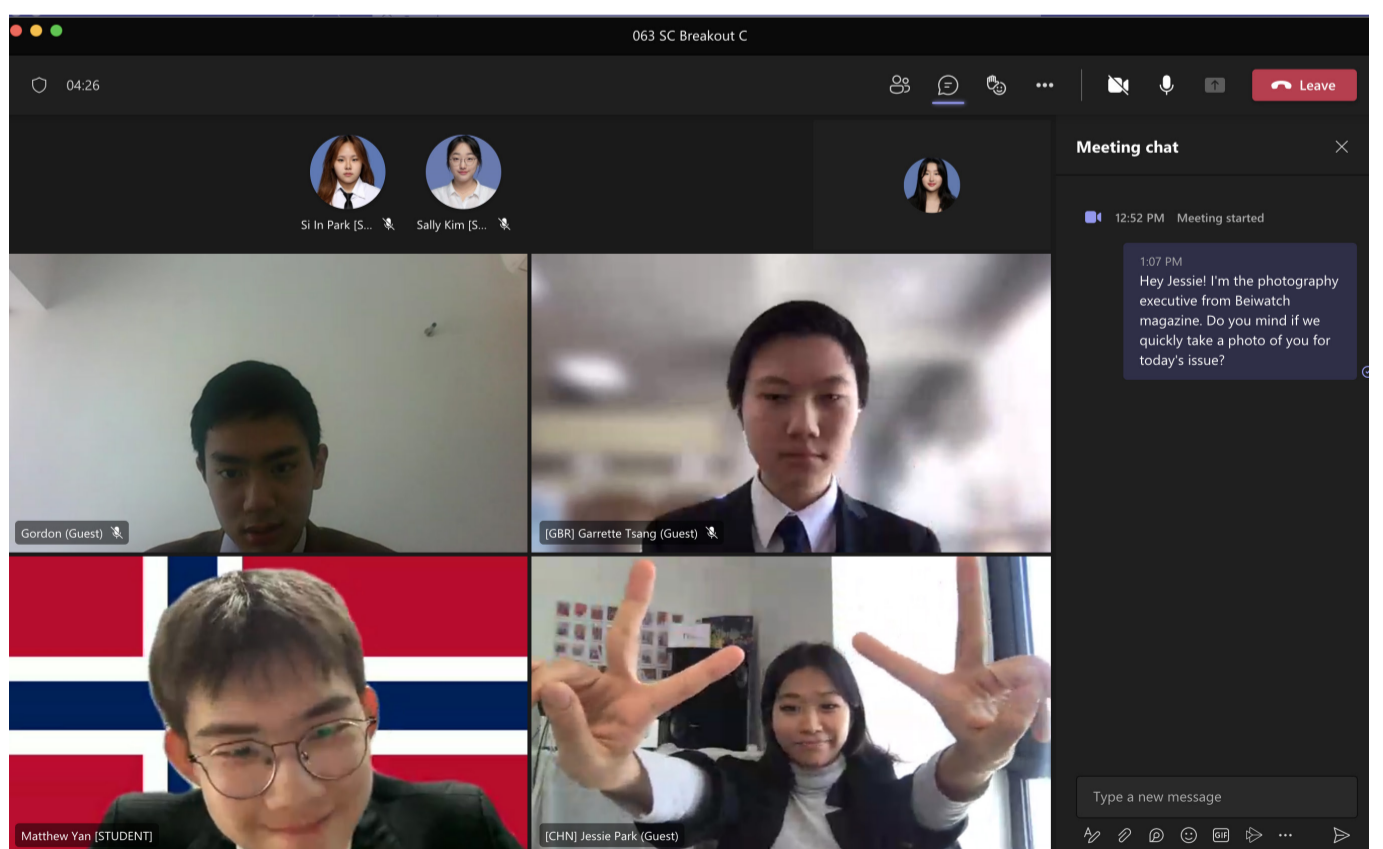 063 SC Breakout C
04:26
Leave
Si In Park [S...
Sally Kim [S...
Meeting chat
12:52 PM Meeting started
1:07 PM
Hey Jessie! I'm the photography
executive from Beiwatch
magazine. Do you mind if we
quickly take a photo of you for
today's issue?
Gordon (Guest)
[GBR] Garrette Tsang (Guest)
Matthew Yan [STUDENT]
[CHN] Jessie Park (Guest)
Type a new message
GIF